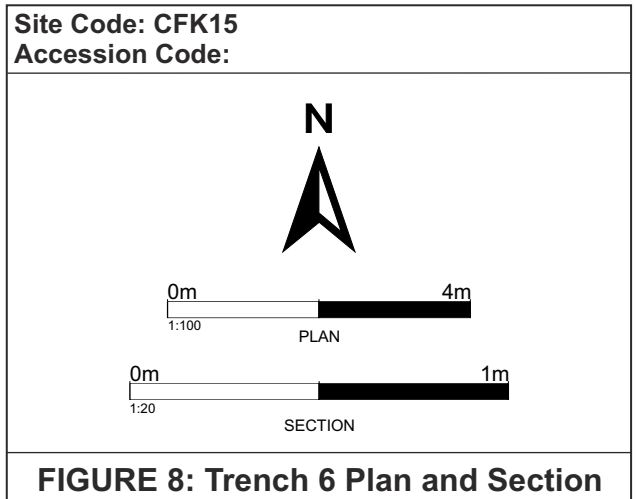 Site Code: CFK15
Accession Code:
N
0m 4m
1:100
PLAN
0m 1m
1:20
SECTION
FIGURE 8: Trench 6 Plan and Section